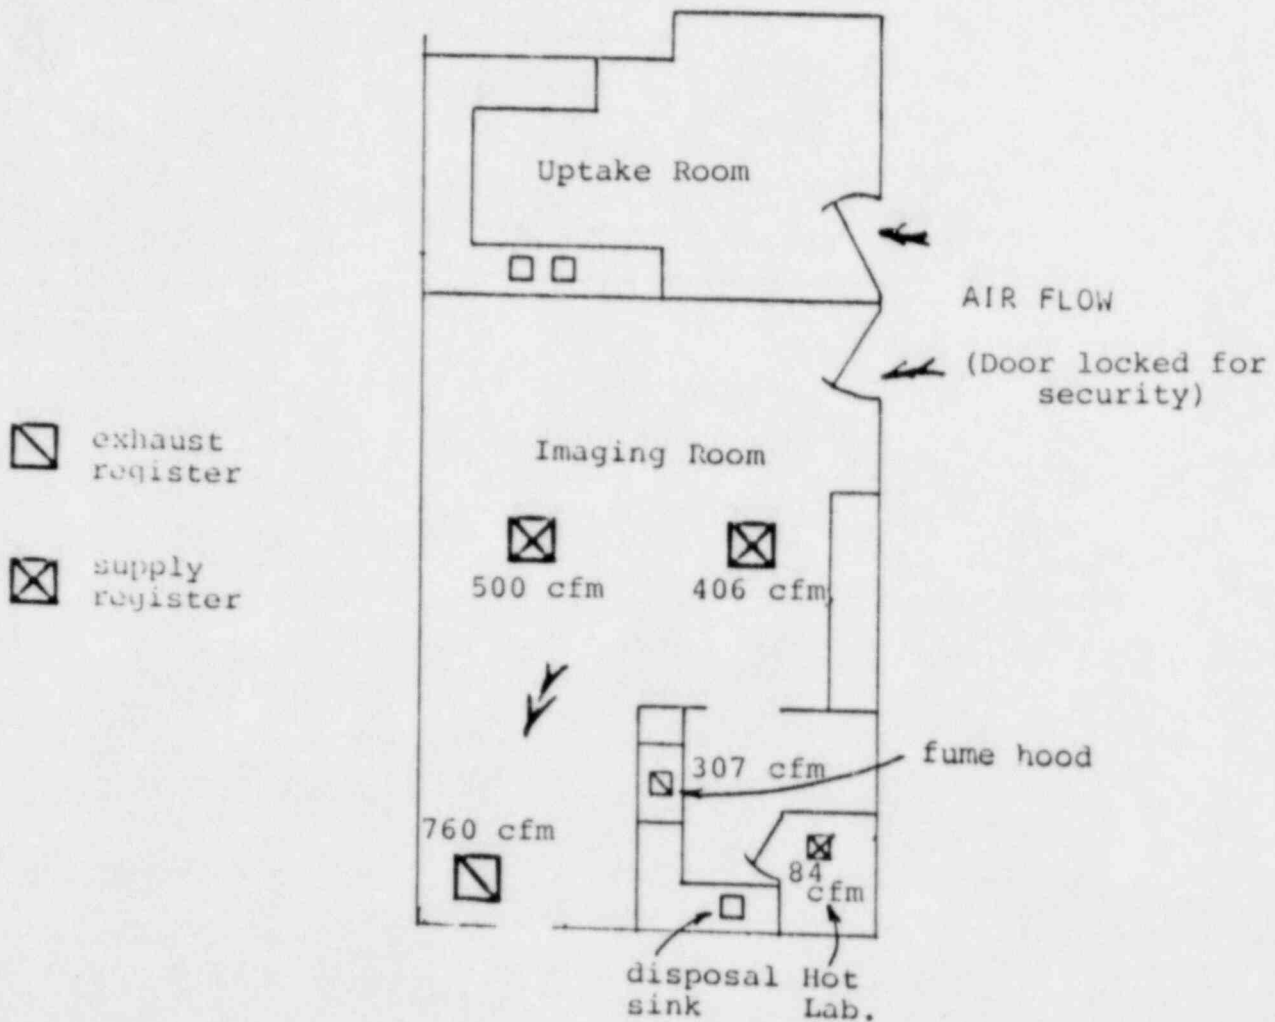 Uptake Room
AIR FLOW
(Door locked for
security)
exhaust
register
Imaging Room
supply
register
500 cfm
406 cfm
307 cfm
fume hood
760 cfm
84
cfm
disposal
sink
Hot
Lab.